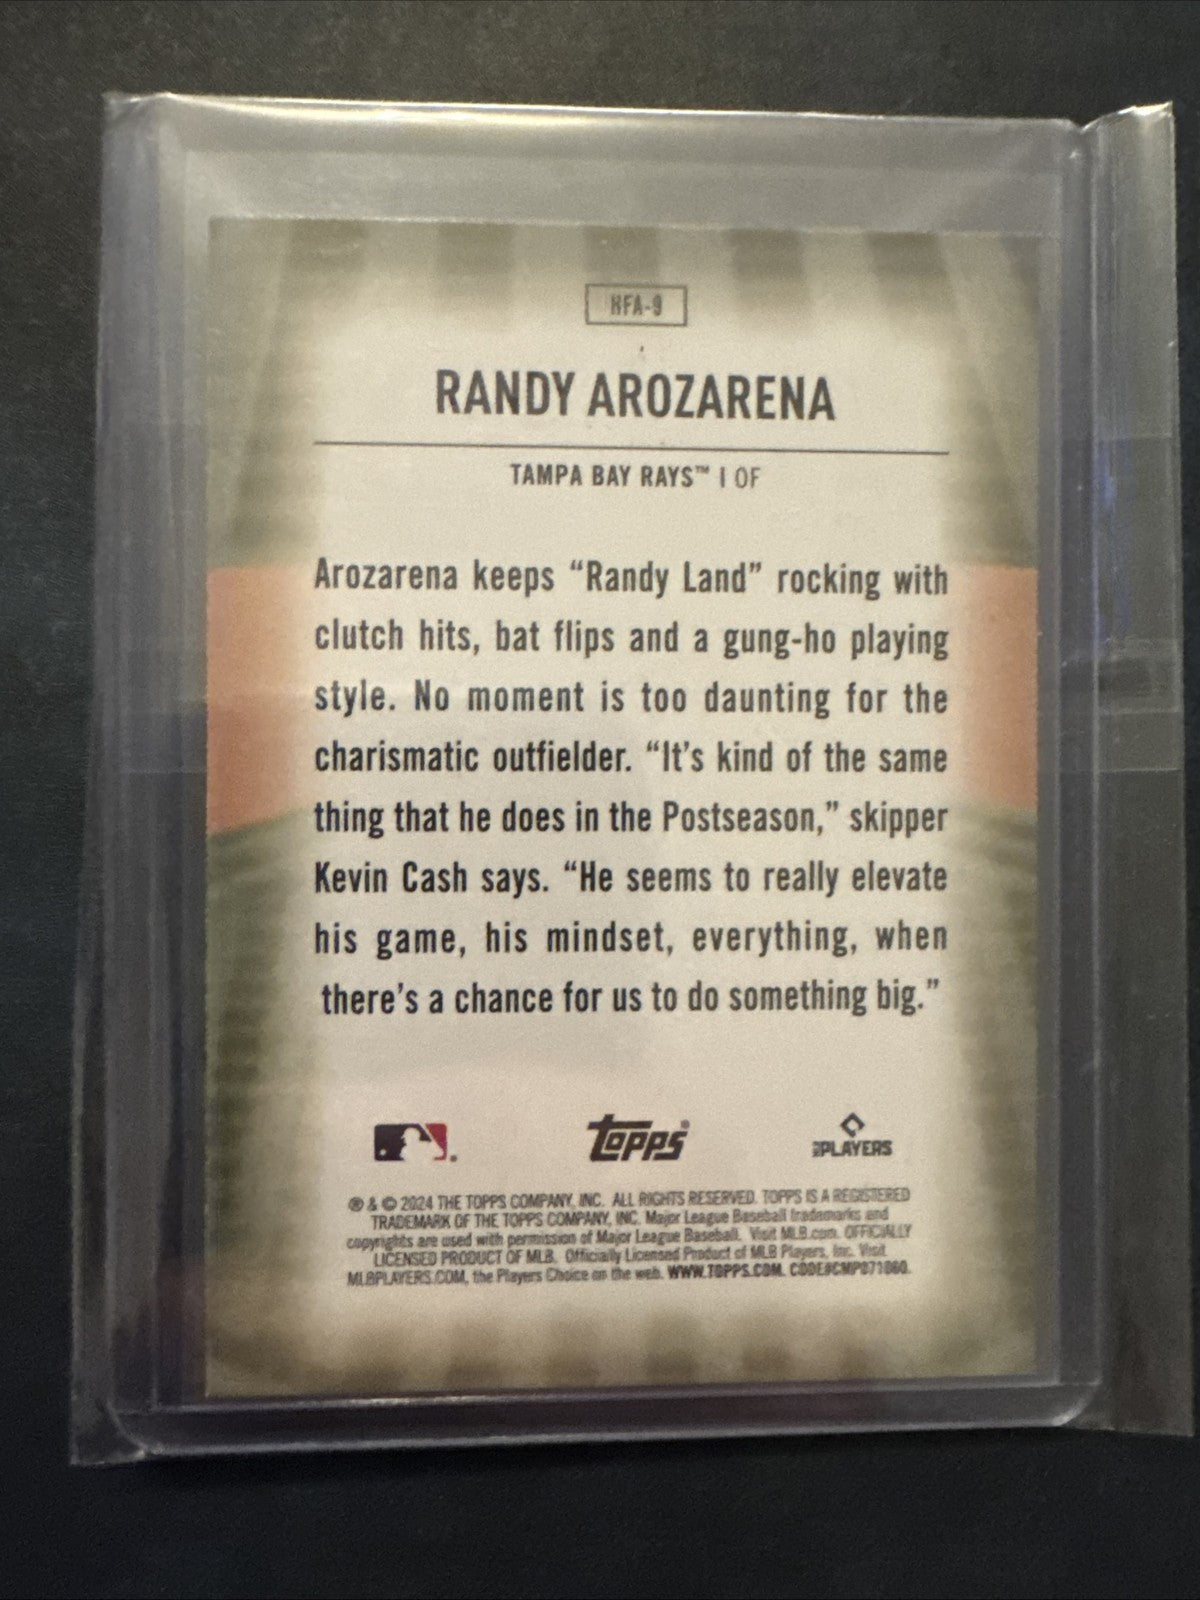 HFA-9
RANDY AROZARENA
TAMPA BAY RAYS™ | OF
Arozarena keeps “Randy Land” rocking with
clutch hits, bat flips and a gung-ho playing
style. No moment is too daunting for the
charismatic outfielder. “It’s kind of the same
thing that he does in the Postseason,” skipper
Kevin Cash says. “He seems to really elevate
his game, his mindset, everything, when
there’s a chance for us to do something big.”
topps®
MLB PLAYERS
® & © 2024 THE TOPPS COMPANY, INC. ALL RIGHTS RESERVED. TOPPS IS A REGISTERED
TRADEMARK OF THE TOPPS COMPANY, INC. Major League Baseball trademarks and
copyrights are used with permission of Major League Baseball. Visit MLB.com. OFFICIALLY
LICENSED PRODUCT OF MLB. Officially Licensed Product of MLB Players, Inc. Visit
MLBPLAYERS.COM, the Players Choice on the web. WWW.TOPPS.COM. CODE#CMP071060.